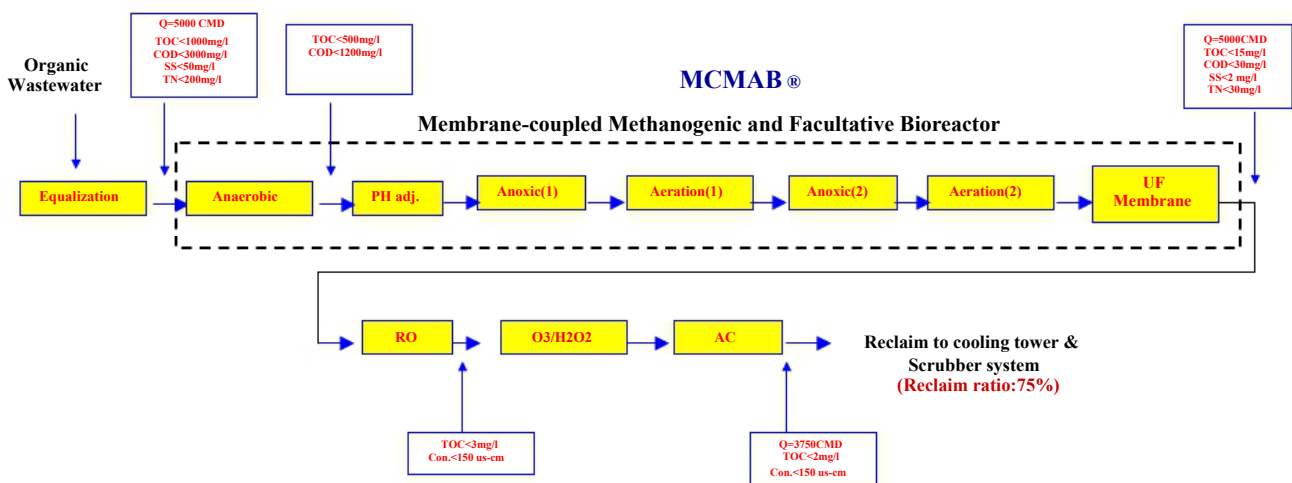 Q=5000 CMD
TOC<1000mg/l
COD<3000mg/l
SS<50mg/l
TN<200mg/l
TOC<500mg/l
COD<1200mg/l
Q=5000CMD
TOC<15mg/l
COD<30mg/l
SS<2 mg/l
TN<30mg/l
Organic
Wastewater
MCMAB ®
Membrane-coupled Methanogenic and Facultative Bioreactor
Equalization
Anaerobic
PH adj.
Anoxic(1)
Aeration(1)
Anoxic(2)
Aeration(2)
UF
Membrane
RO
O3/H2O2
AC
Reclaim to cooling tower &
Scrubber system
(Reclaim ratio:75%)
TOC<3mg/l
Con.<150 us-cm
Q=3750CMD
TOC<2mg/l
Con.<150 us-cm